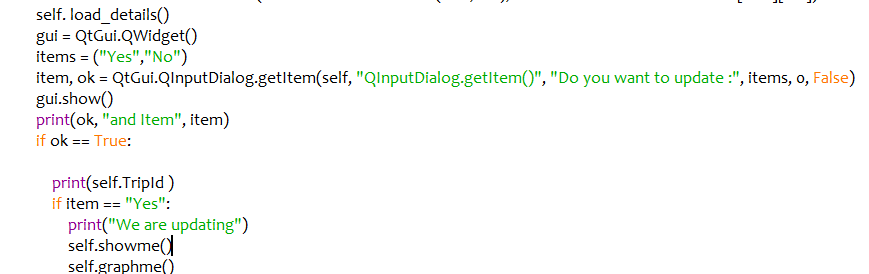 self. load_details()
gui = QtGui.QWidget()
items = ("Yes","No")
item, ok = QtGui.QInputDialog.getItem(self, "QInputDialog.getItem()", "Do you want to update :", items, 0, False)
gui.show()
print(ok, "and Item", item)
if ok == True:
print(self.TripId )
if item == "Yes":
print("We are updating")
self.showme()
self.graphme()